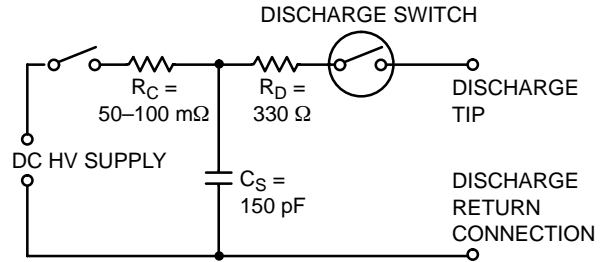 DISCHARGE SWITCH
R_C =
50–100 mΩ
R_D =
330 Ω
DISCHARGE
TIP
DC HV SUPPLY
C_S =
150 pF
DISCHARGE
RETURN
CONNECTION